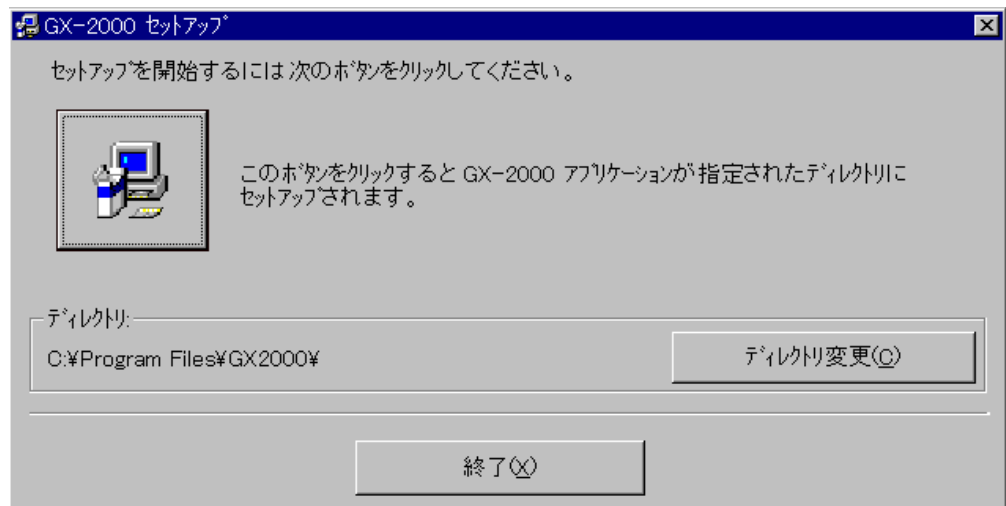 GX-2000 ｾｯﾄｱｯﾌﾟ
ｾｯﾄｱｯﾌﾟを開始するには次のﾎﾞﾀﾝをｸﾘｯｸしてください。
このﾎﾞﾀﾝをｸﾘｯｸすると GX-2000 ｱﾌﾟﾘｹｰｼｮﾝが指定されたﾃﾞｨﾚｸﾄﾘに
ｾｯﾄｱｯﾌﾟされます。
ﾃﾞｨﾚｸﾄﾘ:
C:¥Program Files¥GX2000¥
ﾃﾞｨﾚｸﾄﾘ変更(C)
終了(X)